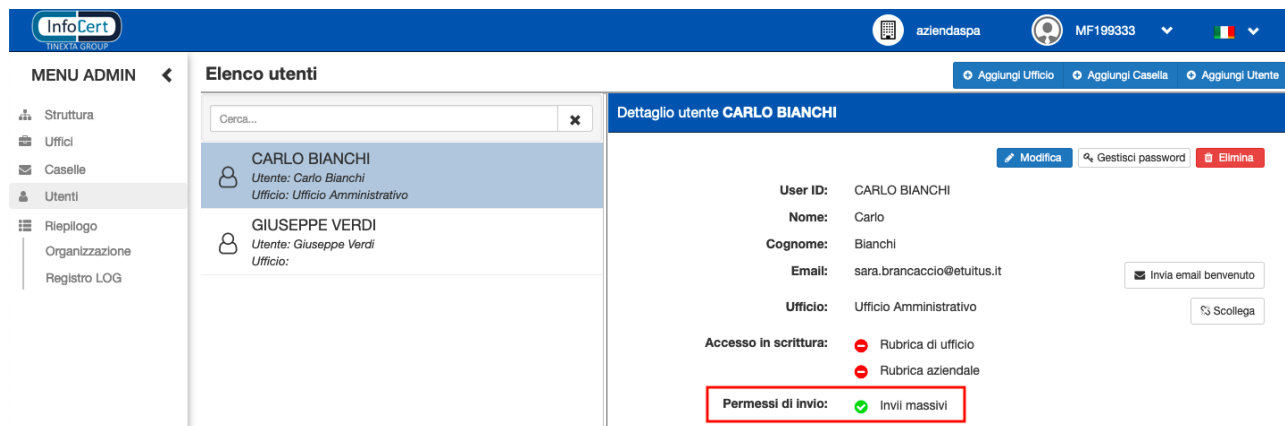 InfoCert
TINEXTA GROUP
aziendaspa
MF199333
MENU ADMIN
Struttura
Uffici
Caselle
Utenti
Riepilogo
Organizzazione
Registro LOG
Elenco utenti
Aggiungi Ufficio
Aggiungi Casella
Aggiungi Utente
Cerca...
CARLO BIANCHI
Utente: Carlo Bianchi
Ufficio: Ufficio Amministrativo
GIUSEPPE VERDI
Utente: Giuseppe Verdi
Ufficio:
Dettaglio utente CARLO BIANCHI
Modifica
Gestisci password
Elimina
User ID: CARLO BIANCHI
Nome: Carlo
Cognome: Bianchi
Email: sara.brancaccio@etuitus.it
Invia email benvenuto
Ufficio: Ufficio Amministrativo
Scollega
Accesso in scrittura: Rubrica di ufficio
Rubrica aziendale
Permessi di invio: Invii massivi